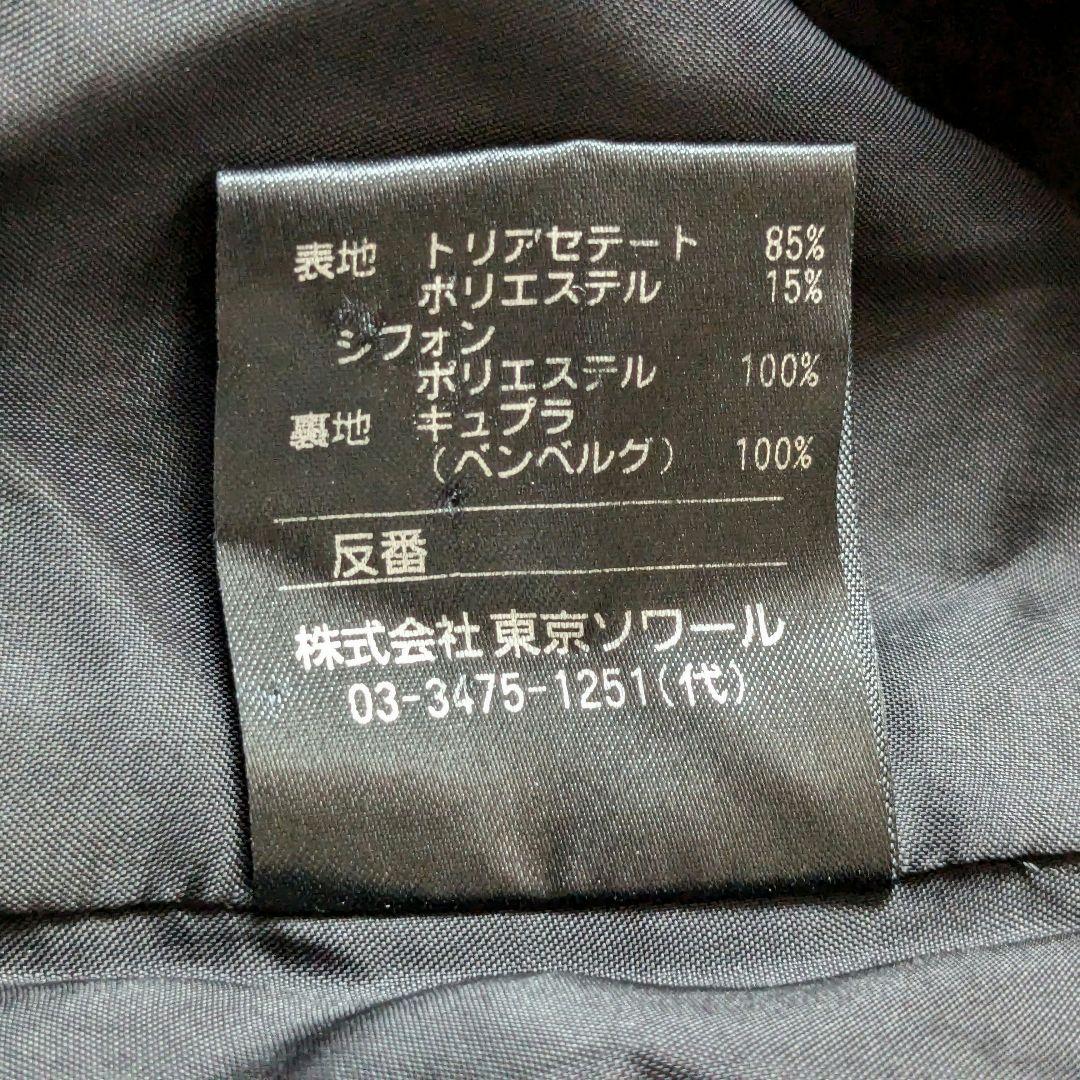 表地 トリアセテート 85%
ポリエステル 15%
シフォン
ポリエステル 100%
裏地 キュプラ
(ベンベルグ) 100%
反番
株式会社 東京ソワール
03-3475-1251(代)